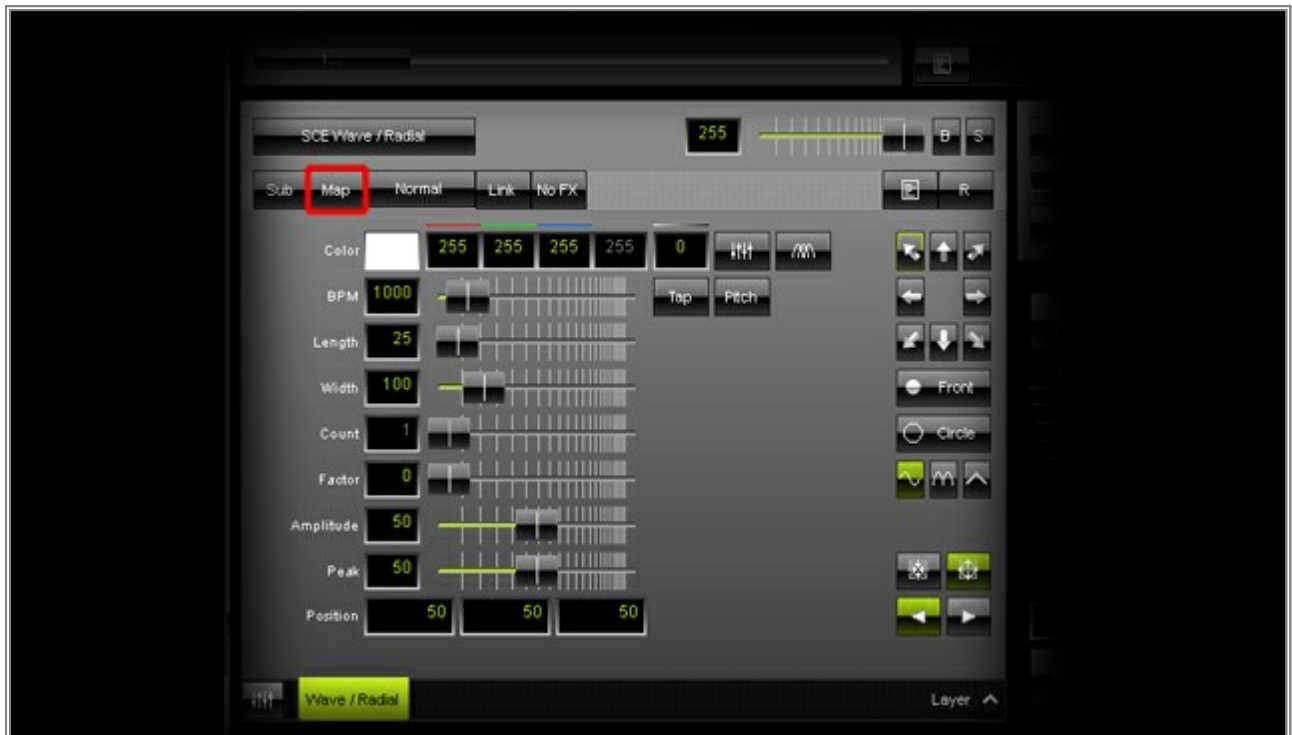 SCE Wave / Radial 255 B S
Sub Map Normal Link No FX R
Color 255 255 255 255 0
BPM 1000 Tap Pitch
Length 25
Width 100 Front
Count 1 Circle
Factor 0
Amplitude 50
Peak 50
Position 50 50 50
Wave / Radial Layer